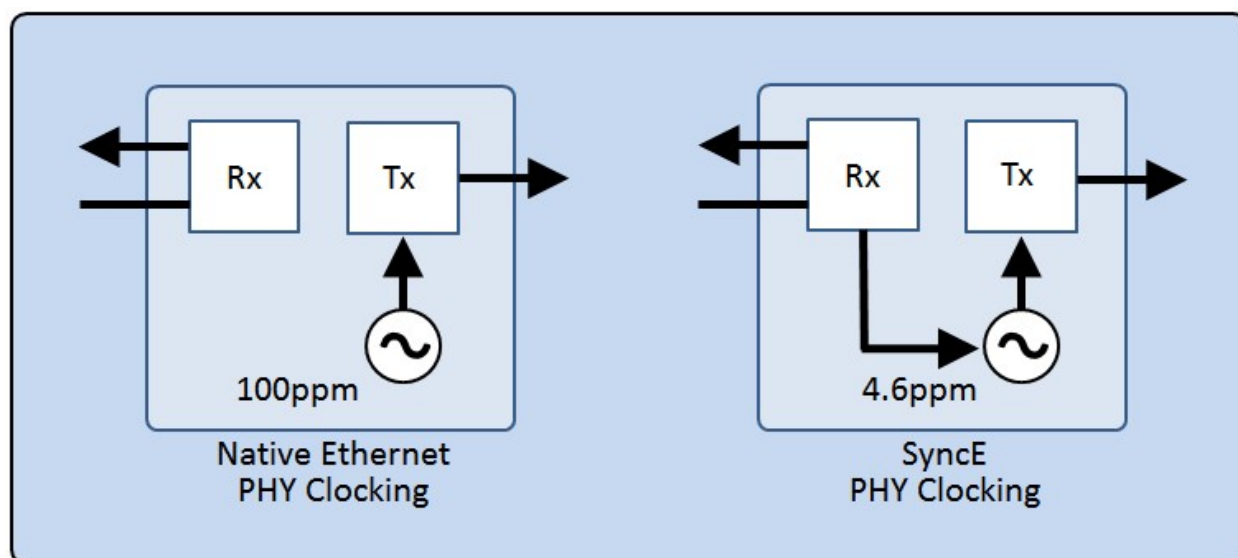 Rx
Tx
100ppm
Native Ethernet
PHY Clocking
Rx
Tx
4.6ppm
SyncE
PHY Clocking